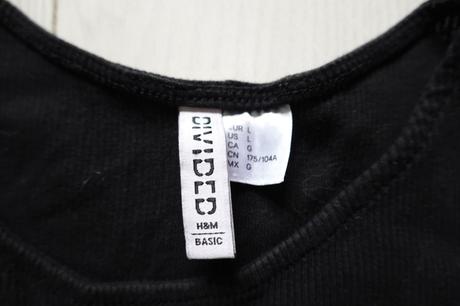 DIVIDED
H&M
BASIC
EUR L
US L
CA G
CN 175/104A
MX G